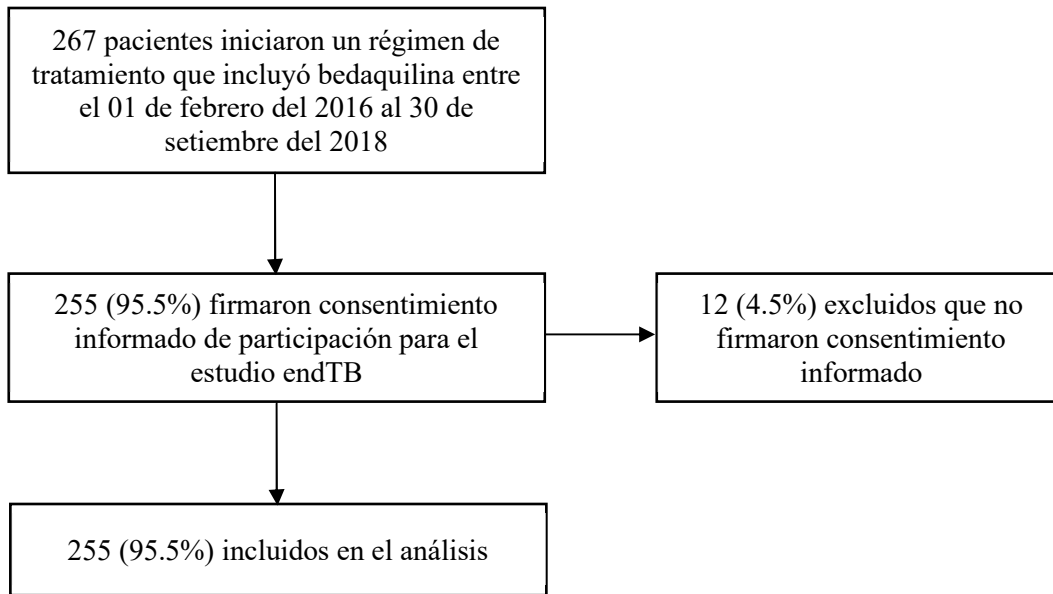 267 pacientes iniciaron un régimen de
tratamiento que incluyó bedaquilina entre
el 01 de febrero del 2016 al 30 de
setiembre del 2018
255 (95.5%) firmaron consentimiento
informado de participación para el
estudio endTB
12 (4.5%) excluidos que no
firmaron consentimiento
informado
255 (95.5%) incluidos en el análisis